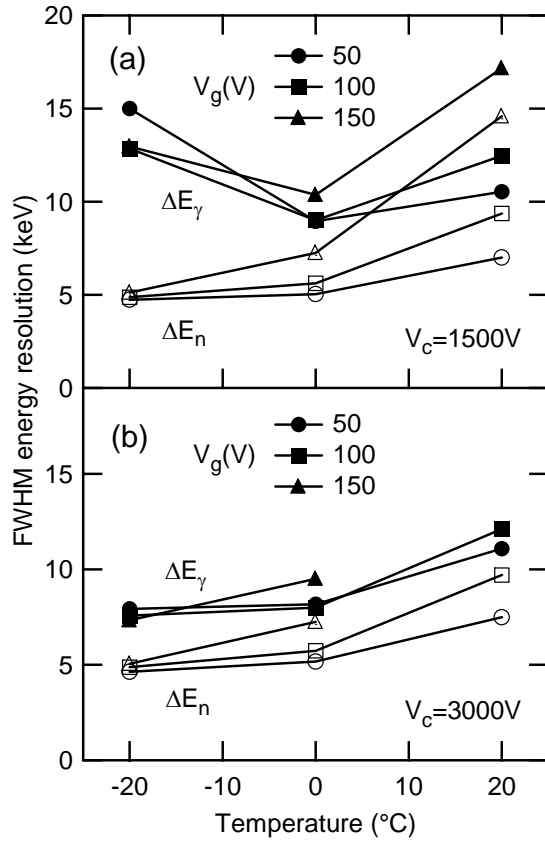 FWHM energy resolution (keV)
20
15
10
5
0
(a)
V_g(V)
50
100
150
ΔE_γ
ΔE_n
V_c=1500V
15
10
5
0
(b)
V_g(V)
50
100
150
ΔE_γ
ΔE_n
V_c=3000V
-20 -10 0 10 20
Temperature (°C)